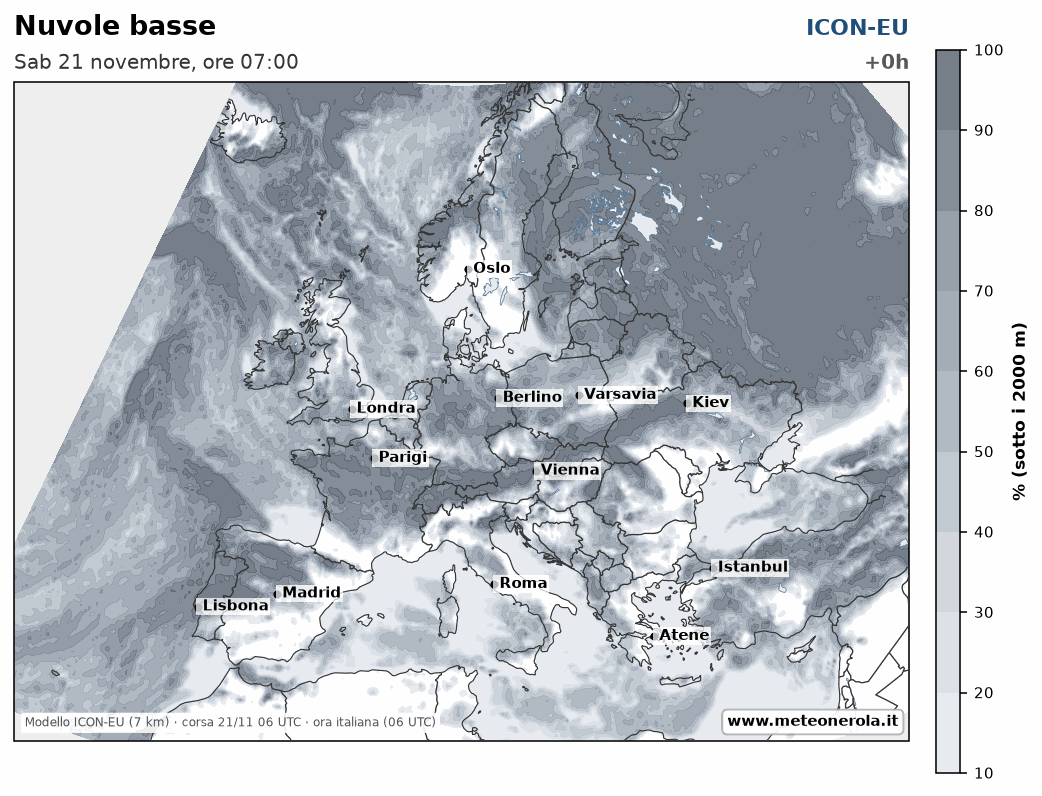 Nuvole basse
ICON-EU
Sab 21 novembre, ore 07:00
+0h
100
90
80
70
60
50
40
30
20
10
% (sotto i 2000 m)
Oslo
Berlino
Varsavia
Kiev
Londra
Parigi
Vienna
Istanbul
Roma
Madrid
Lisbona
Atene
Modello ICON-EU (7 km) · corsa 21/11 06 UTC · ora italiana (06 UTC)
www.meteonerola.it